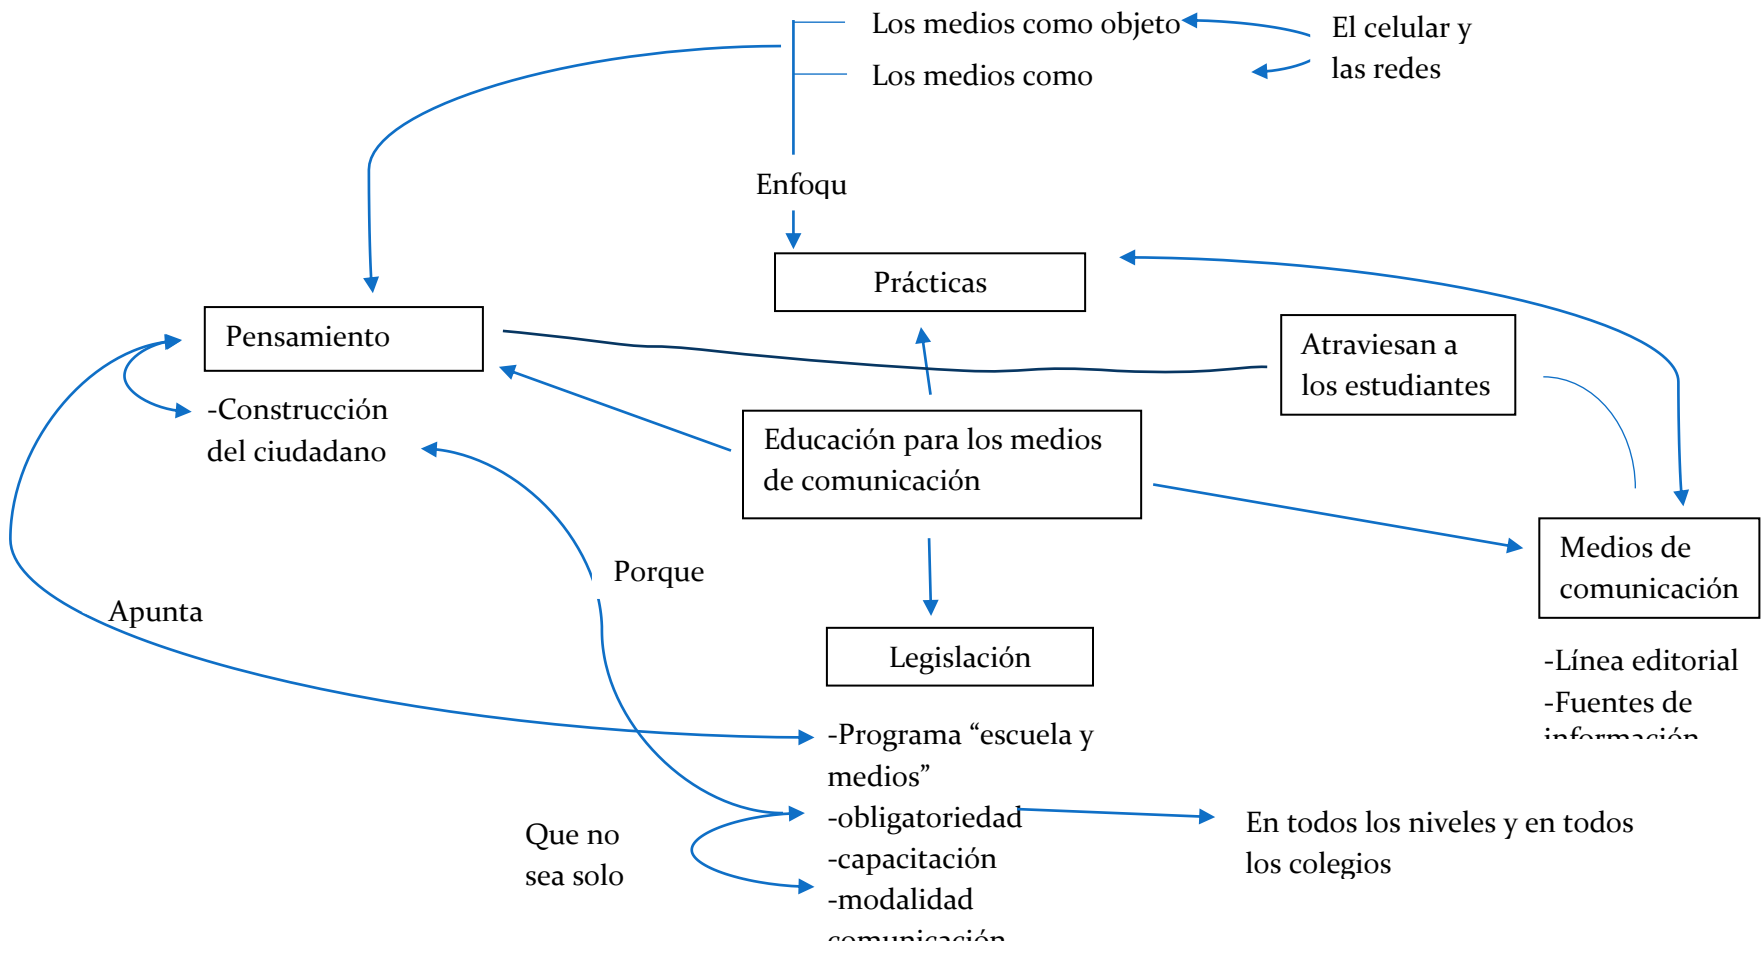 Los medios como objeto
El celular y
las redes
Los medios como
Enfoqu
Prácticas
Pensamiento
Atraviesan a
los estudiantes
-Construcción
del ciudadano
Educación para los medios
de comunicación
Porque
Medios de
comunicación
Apunta
Legislación
-Línea editorial
-Fuentes de
información
-Programa “escuela y
medios”
-obligatoriedad
-capacitación
-modalidad
comunicación
Que no
sea solo
En todos los niveles y en todos
los colegios